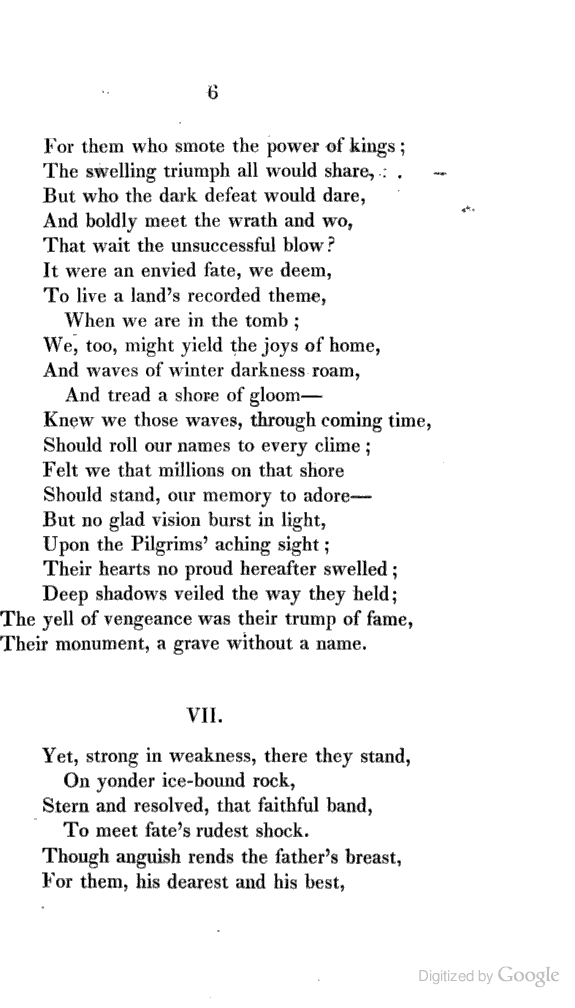 6
For them who smote the power of kings;
The swelling triumph all would share,
But who the dark defeat would dare,
And boldly meet the wrath and wo,
That wait the unsuccessful blow?
It were an envied fate, we deem,
To live a land's recorded theme,
When we are in the tomb;
We, too, might yield the joys of home,
And waves of winter darkness roam,
And tread a shore of gloom—
Knew we those waves, through coming time,
Should roll our names to every clime;
Felt we that millions on that shore
Should stand, our memory to adore—
But no glad vision burst in light,
Upon the Pilgrims' aching sight;
Their hearts no proud hereafter swelled;
Deep shadows veiled the way they held;
The yell of vengeance was their trump of fame,
Their monument, a grave without a name.
VII.
Yet, strong in weakness, there they stand,
On yonder ice-bound rock,
Stern and resolved, that faithful band,
To meet fate's rudest shock.
Though anguish rends the father's breast,
For them, his dearest and his best,
Digitized by Google